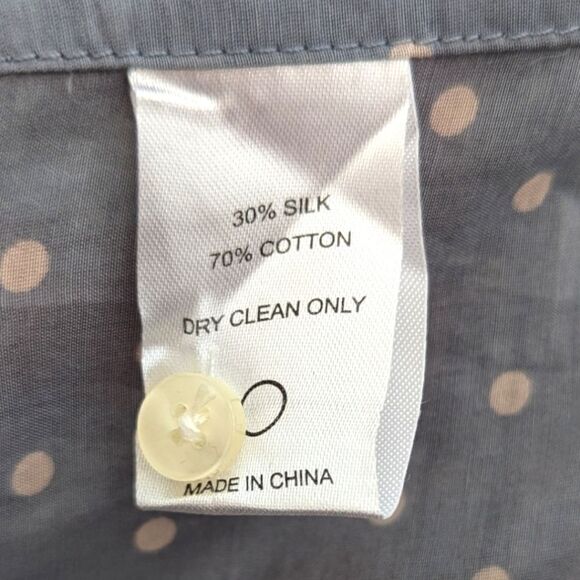 30% SILK
70% COTTON
DRY CLEAN ONLY
MADE IN CHINA